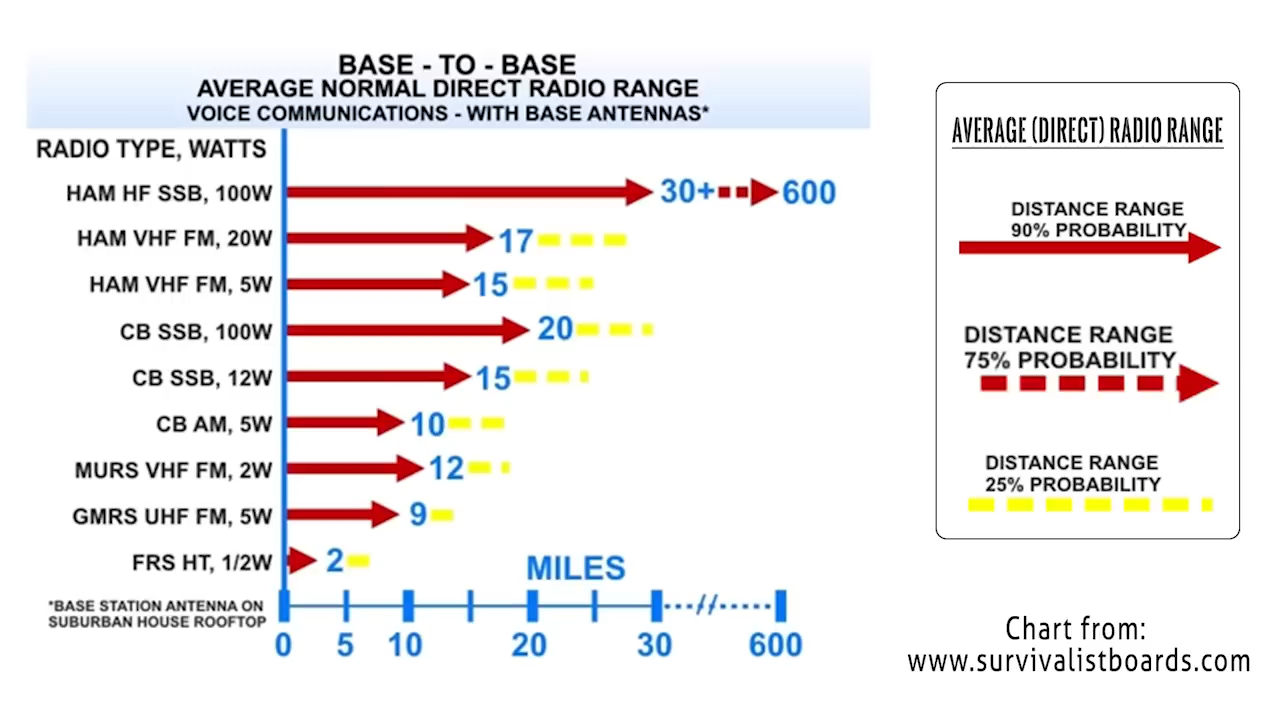 BASE - TO - BASE
AVERAGE NORMAL DIRECT RADIO RANGE
VOICE COMMUNICATIONS - WITH BASE ANTENNAS*
RADIO TYPE, WATTS
HAM HF SSB, 100W 30+ 600
HAM VHF FM, 20W 17
HAM VHF FM, 5W 15
CB SSB, 100W 20
CB SSB, 12W 15
CB AM, 5W 10
MURS VHF FM, 2W 12
GMRS UHF FM, 5W 9
FRS HT, 1/2W 2
MILES
*BASE STATION ANTENNA ON
SUBURBAN HOUSE ROOFTOP
0 5 10 20 30 600
AVERAGE (DIRECT) RADIO RANGE
DISTANCE RANGE
90% PROBABILITY
DISTANCE RANGE
75% PROBABILITY
DISTANCE RANGE
25% PROBABILITY
Chart from:
www.survivalistboards.com